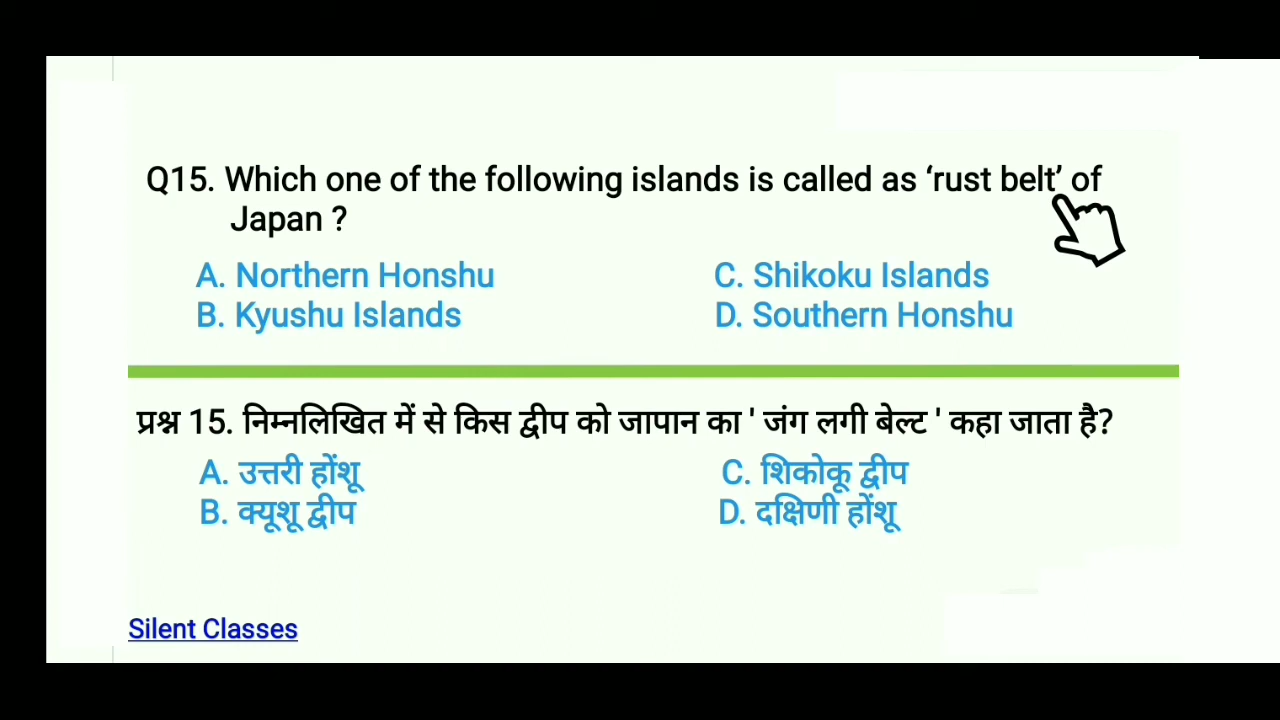 Q15. Which one of the following islands is called as ‘rust belt’ of
Japan ?
A. Northern Honshu
C. Shikoku Islands
B. Kyushu Islands
D. Southern Honshu
प्रश्न 15. निम्नलिखित में से किस द्वीप को जापान का ' जंग लगी बेल्ट ' कहा जाता है?
A. उत्तरी होंशू
C. शिकोकू द्वीप
B. क्यूशू द्वीप
D. दक्षिणी होंशू
Silent Classes